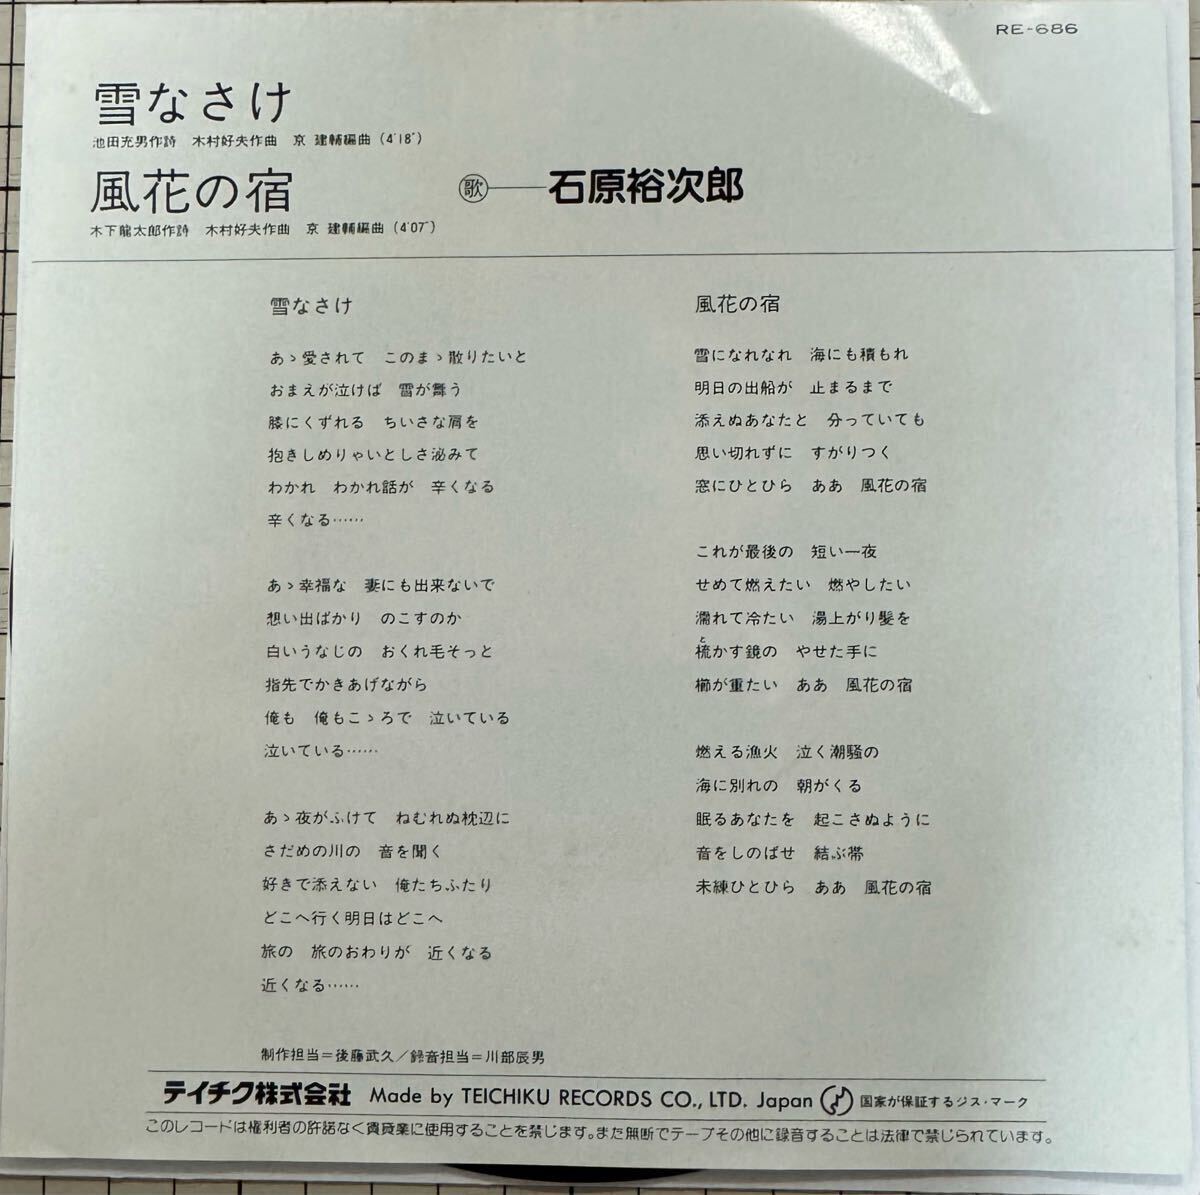 RE-686
雪なさけ
池田充男作詩 木村好夫作曲 京 建輔編曲 (4'18")
風花の宿
歌 石原裕次郎
木下龍太郎作詩 木村好夫作曲 京 建輔編曲 (4'07")
雪なさけ
あゝ愛されて このまゝ散りたいと
おまえが泣けば 雪が舞う
膝にくずれる ちいさな肩を
抱きしめりゃいとしさ泌みて
わかれ わかれ話が 辛くなる
辛くなる……
あゝ幸福な 妻にも出来ないで
想い出ばかり のこすのか
白いうなじの おくれ毛そっと
指先でかきあげながら
俺も 俺もこゝろで 泣いている
泣いている……
あゝ夜がふけて ねむれぬ枕辺に
さだめの川の 音を聞く
好きで添えない 俺たちふたり
どこへ行く明日はどこへ
旅の 旅のおわりが 近くなる
近くなる……
風花の宿
雪になれなれ 海にも積もれ
明日の出船が 止まるまで
添えぬあなたと 分っていても
思い切れずに すがりつく
窓にひとひら ああ 風花の宿
これが最後の 短い一夜
せめて燃えたい 燃やしたい
濡れて冷たい 湯上がり髪を
と
梳かす鏡の やせた手に
櫛が重たい ああ 風花の宿
燃える漁火 泣く潮騒の
海に別れの 朝がくる
眠るあなたを 起こさぬように
音をしのばせ 結ぶ帯
未練ひとひら ああ 風花の宿
制作担当=後藤武久/録音担当=川部辰男
テイチク株式会社 Made by TEICHIKU RECORDS CO., LTD. Japan 国家が保証するジス・マーク
このレコードは権利者の許諾なく賃貸業に使用することを禁じます。また無断でテープその他に録音することは法律で禁じられています。